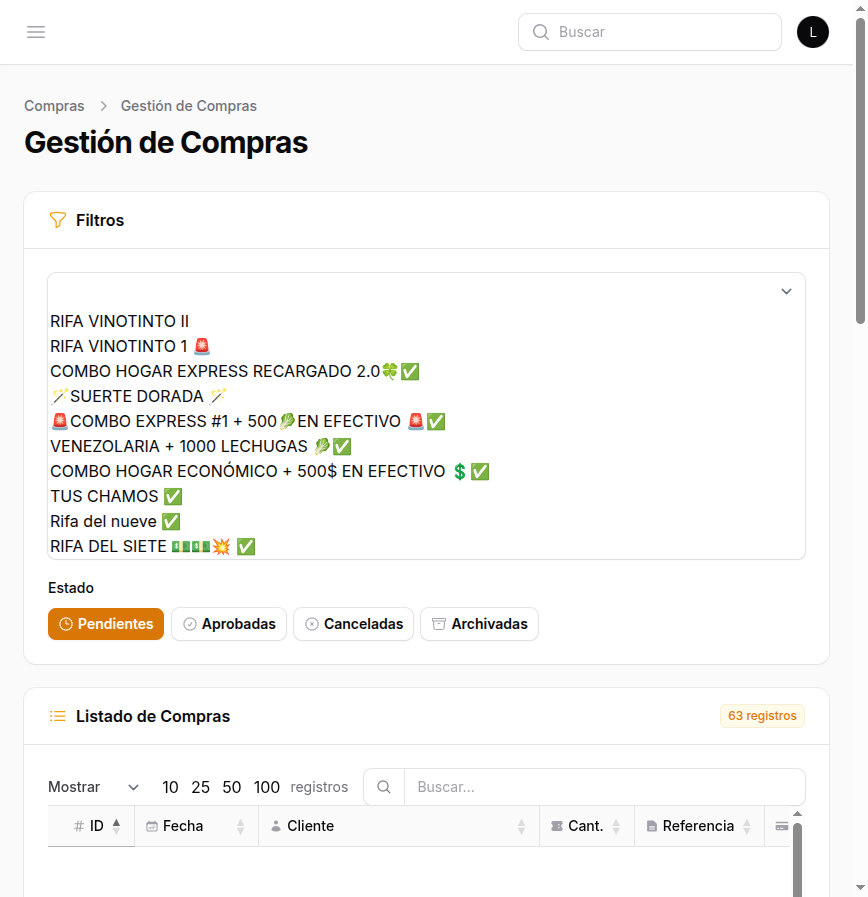 Buscar
L
Compras > Gestión de Compras
Gestión de Compras
Filtros
RIFA VINOTINTO II
RIFA VINOTINTO 1 🚨
COMBO HOGAR EXPRESS RECARGADO 2.0🍀✅
🪄SUERTE DORADA 🪄
🚨COMBO EXPRESS #1 + 500🥬EN EFECTIVO 🚨✅
VENEZOLARIA + 1000 LECHUGAS 🥬✅
COMBO HOGAR ECONÓMICO + 500$ EN EFECTIVO 💲✅
TUS CHAMOS ✅
Rifa del nueve ✅
RIFA DEL SIETE 💵💵💥 ✅
Estado
Pendientes Aprobadas Canceladas Archivadas
Listado de Compras 63 registros
Mostrar 10 25 50 100 registros Buscar...
# ID Fecha Cliente Cant. Referencia